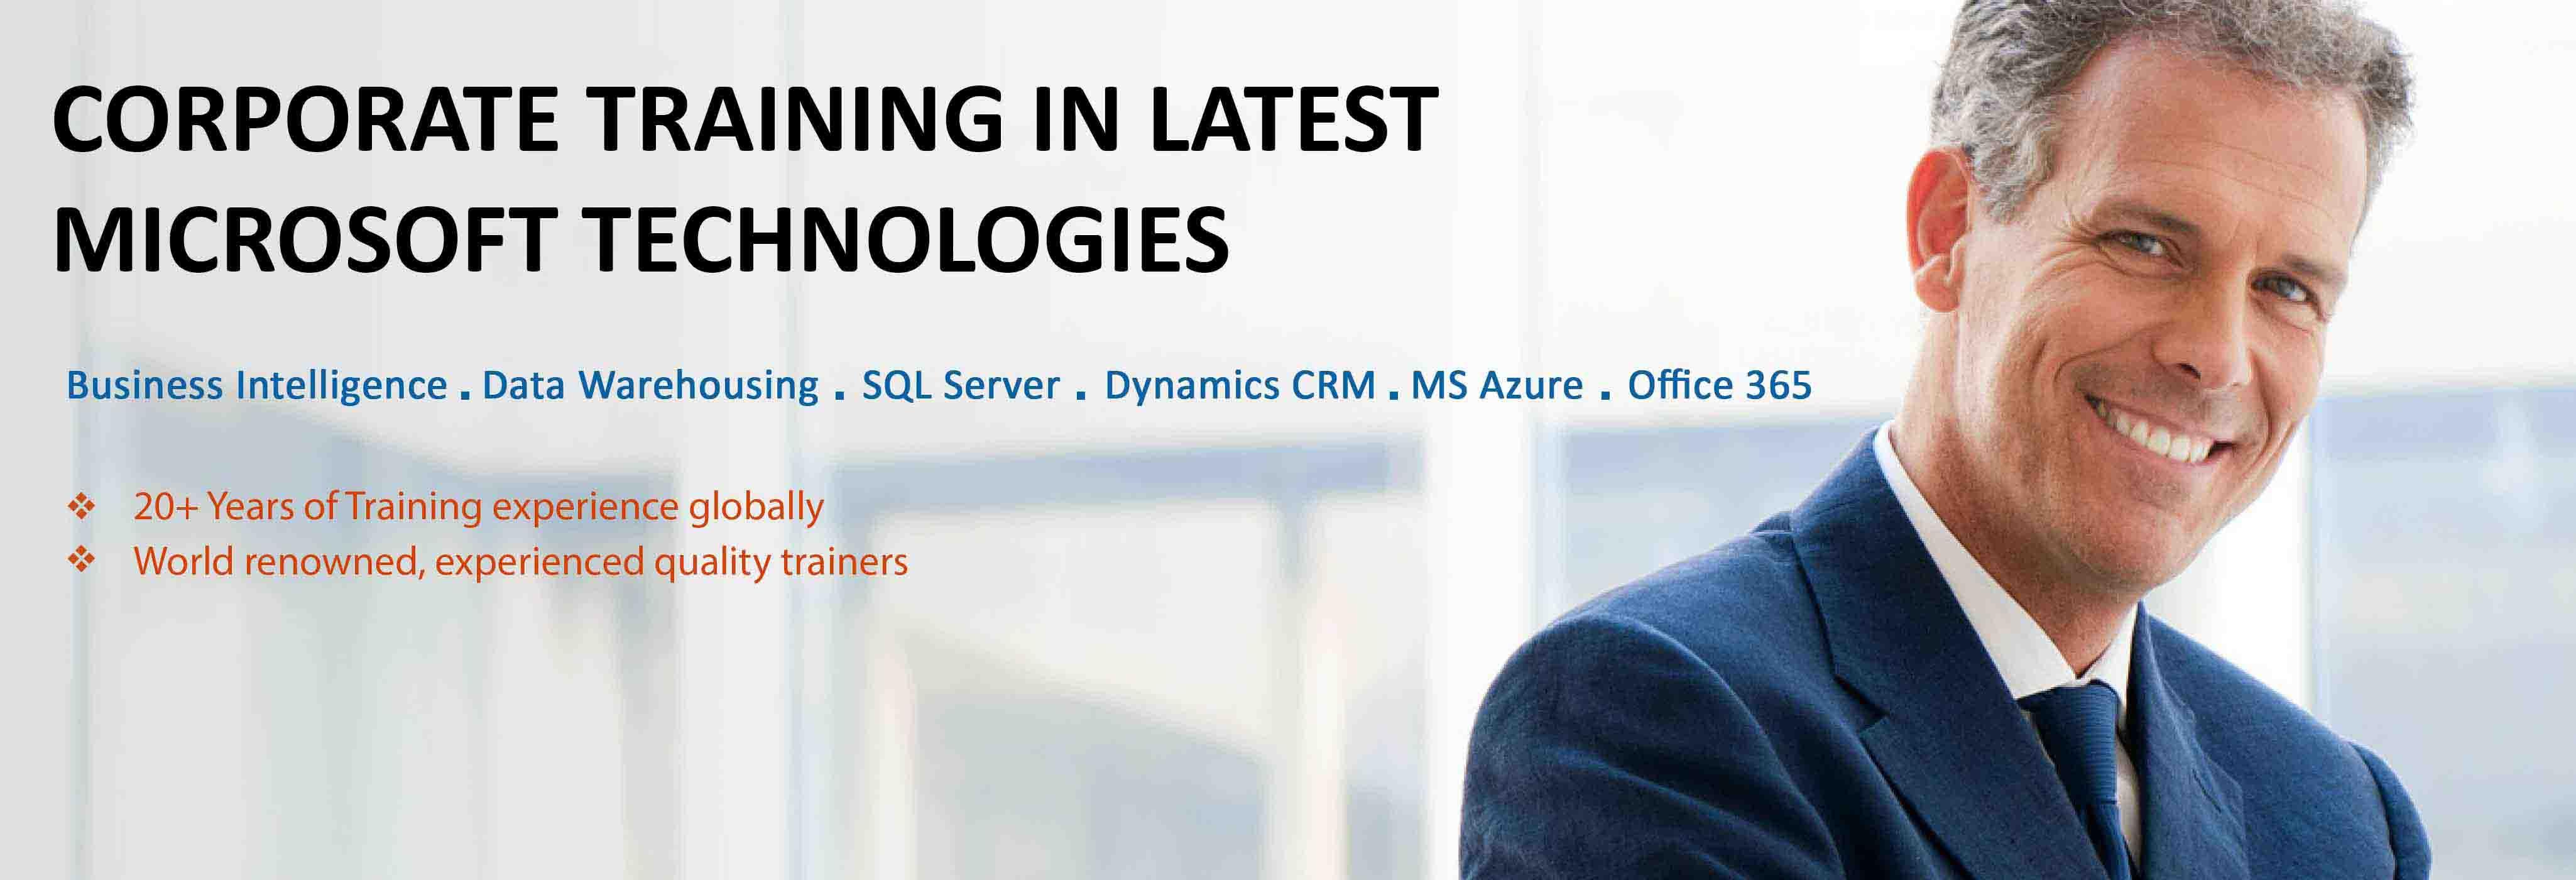 CORPORATE TRAINING IN LATEST
MICROSOFT TECHNOLOGIES
Business Intelligence . Data Warehousing . SQL Server . Dynamics CRM . MS Azure . Office 365
❖ 20+ Years of Training experience globally
❖ World renowned, experienced quality trainers